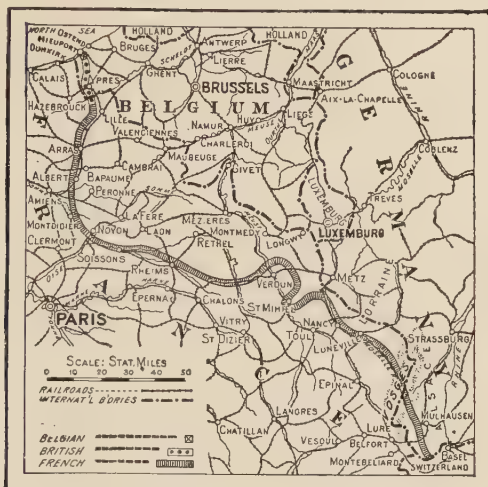 NORTH SEA
HOLLAND
HOLLAND
OSTEND
NIEUPORT
DUNKIRK
BRUGES
ANTWERP
SCHELDT
LIERRE
COLOGNE
CALAIS
YPRES
GHENT
BRUSSELS
MAASTRICHT
AIX-LA-CHAPELLE
RHINE
HAZEBROUCK
BELGIUM
LILLE
HUY
LIEGE
MEUSE
VALENCIENNES
NAMUR
CHARLEROI
COBLENZ
ARRAS
MAUBEUGE
MOSELLE
CAMBRAI
GIVET
ALBERT
BAPAUME
PERONNE
SOMME
LUXEMBURG
TREVES
AMIENS
LA FERE
MEZIERES
MONTDIDIER
NOYON
LAON
MONTMEDY
LONGWY
LUXEMBURG
CLERMONT
RETHEL
SOISSONS
OISE
RHEIMS
VERDUN
METZ
LORRAINE
MARNE
EPERNAY
CHALONS
ST MIHIEL
PARIS
VITRY
NANCY
STRASSBURG
ST DIZIER
TOUL
LUNEVILLE
ALSACE
RHINE
VOSGES
EPINAL
LANGRES
MULHAUSEN
CHATILLAN
LURE
VESOUL
BELFORT
BASEL
MONTBELIARD
SWITZERLAND
FRANCE
GERMANY
SCALE: STAT. MILES
0 10 20 30 40 50
RAILROADS
INTERNAT'L B'DRIES
BELGIAN
BRITISH
FRENCH